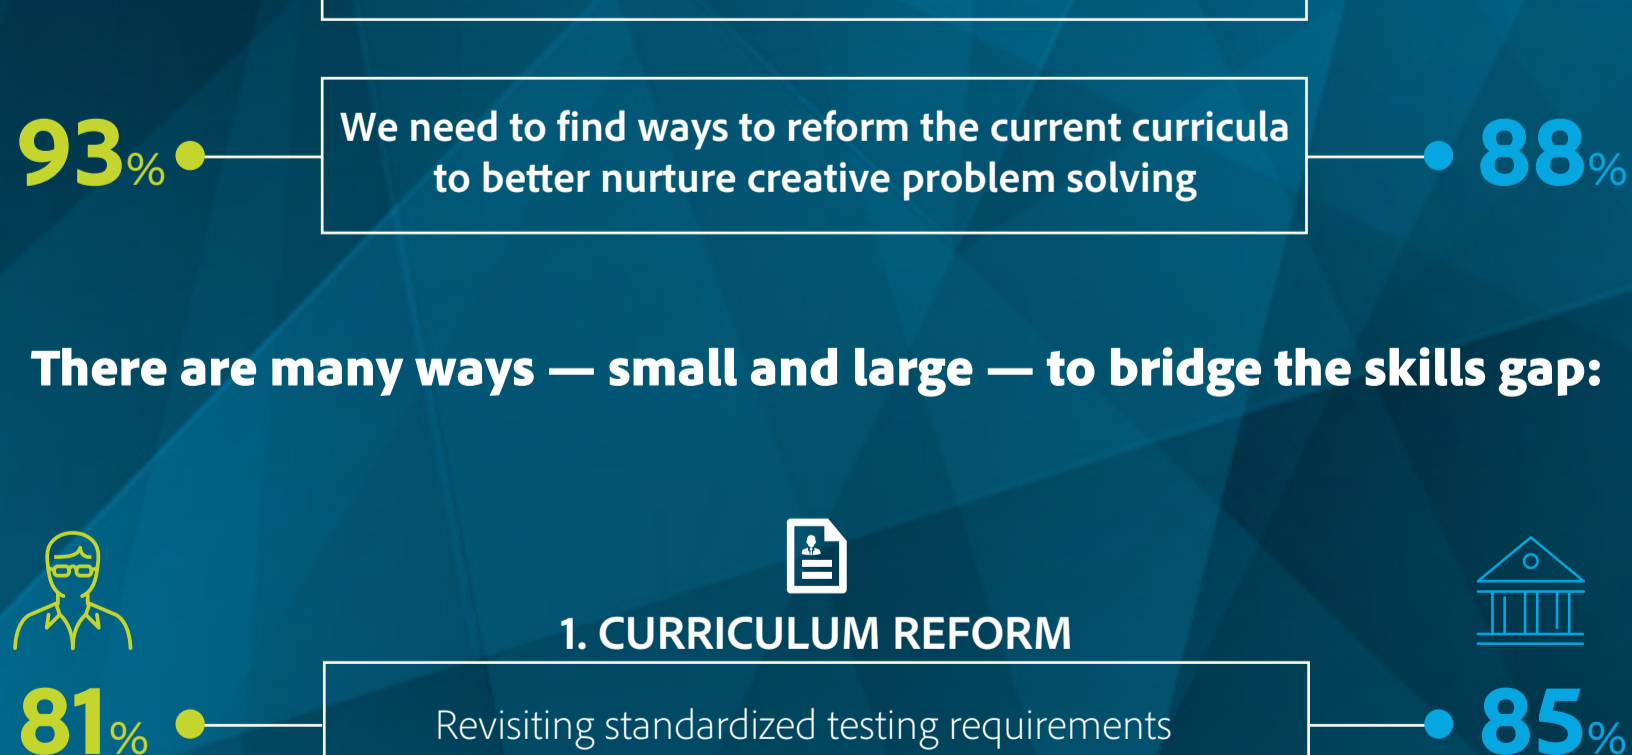 93%
We need to find ways to reform the current curricula
to better nurture creative problem solving
88%
There are many ways — small and large — to bridge the skills gap:
1. CURRICULUM REFORM
81%
Revisiting standardized testing requirements
85%